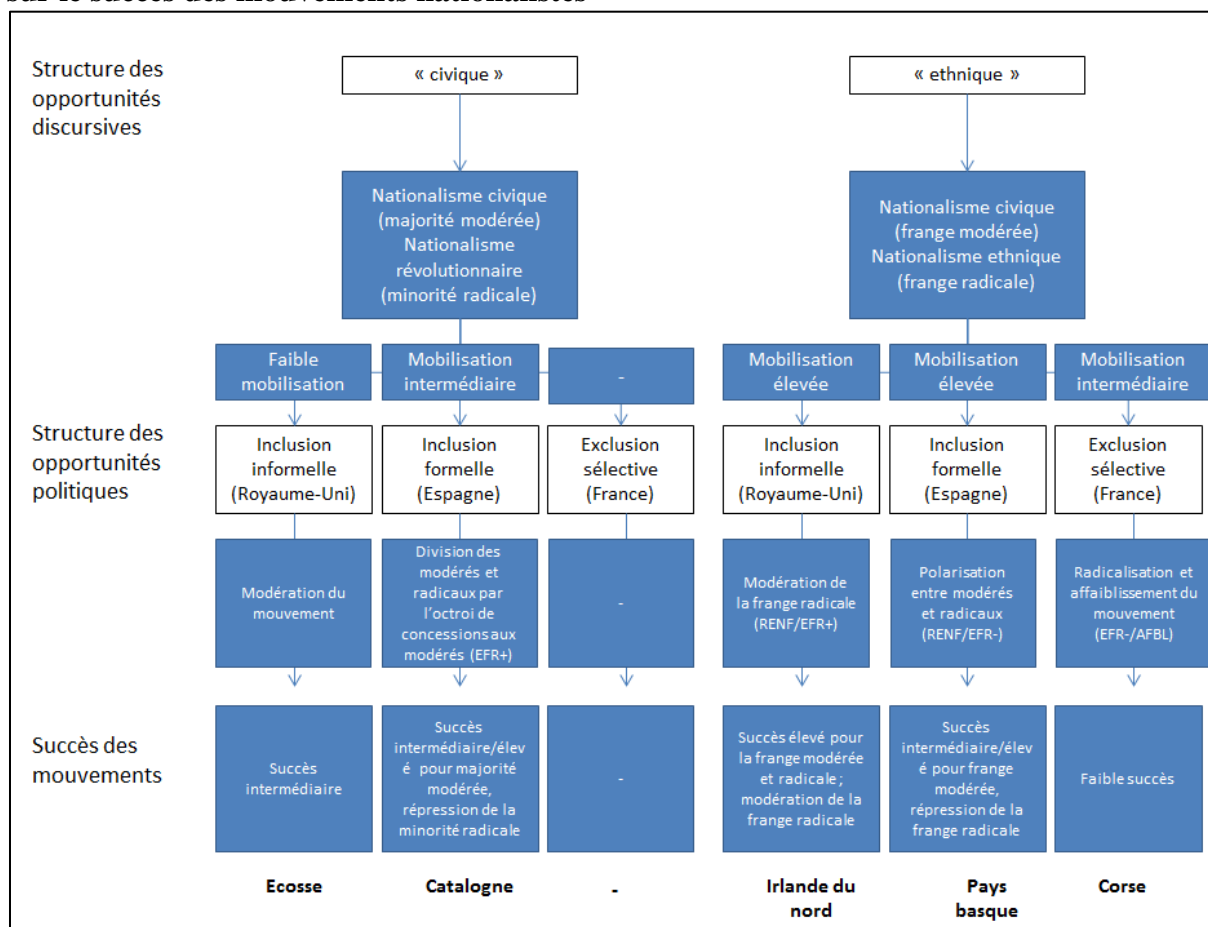 sur le succès des mouvements nationalistes
Structure des
opportunités
discursives
« civique »
« ethnique »
Nationalisme civique
(majorité modérée)
Nationalisme
révolutionnaire
(minorité radicale)
Nationalisme civique
(frange modérée)
Nationalisme ethnique
(frange radicale)
Faible
mobilisation
Mobilisation
intermédiaire
-
Mobilisation
élevée
Mobilisation
élevée
Mobilisation
intermédiaire
Structure des
opportunités
politiques
Inclusion
informelle
(Royaume-Uni)
Inclusion
formelle
(Espagne)
Exclusion
sélective
(France)
Inclusion
informelle
(Royaume-Uni)
Inclusion
formelle
(Espagne)
Exclusion
sélective
(France)
Modération du
mouvement
Division des
modérés et
radicaux par
l'octroi de
concessions aux
modérés (EFR+)
-
Modération de
la frange radicale
(RENF/EFR+)
Polarisation
entre modérés
et radicaux
(RENF/EFR-)
Radicalisation et
affaiblissement du
mouvement
(EFR-/AFBL)
Succès des
mouvements
Succès
intermédiaire
Succès
intermédiaire/élev
é pour majorité
modérée,
répression de la
minorité radicale
-
Succès élevé pour
la frange modérée
et radicale ;
modération de la
frange radicale
Succès
intermédiaire/élev
é pour frange
modérée,
répression de la
frange radicale
Faible succès
Ecosse
Catalogne
-
Irlande du
nord
Pays
basque
Corse